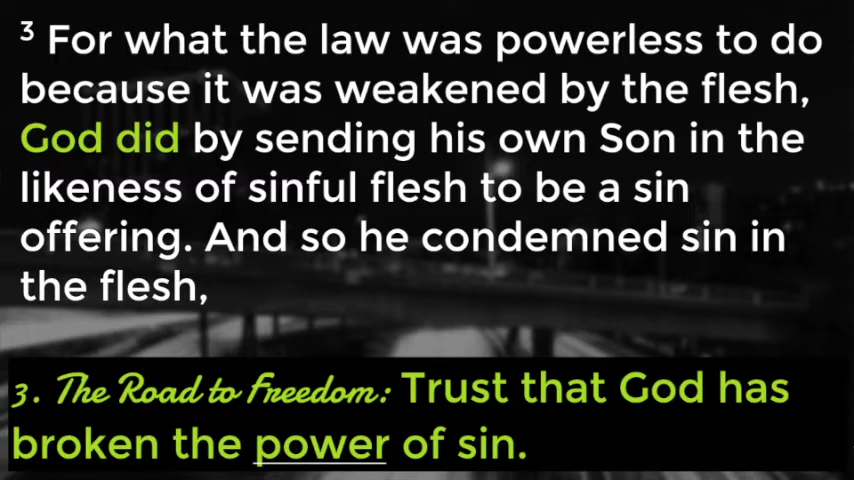 3 For what the law was powerless to do
because it was weakened by the flesh,
God did by sending his own Son in the
likeness of sinful flesh to be a sin
offering. And so he condemned sin in
the flesh,
3. The Road to Freedom: Trust that God has
broken the power of sin.